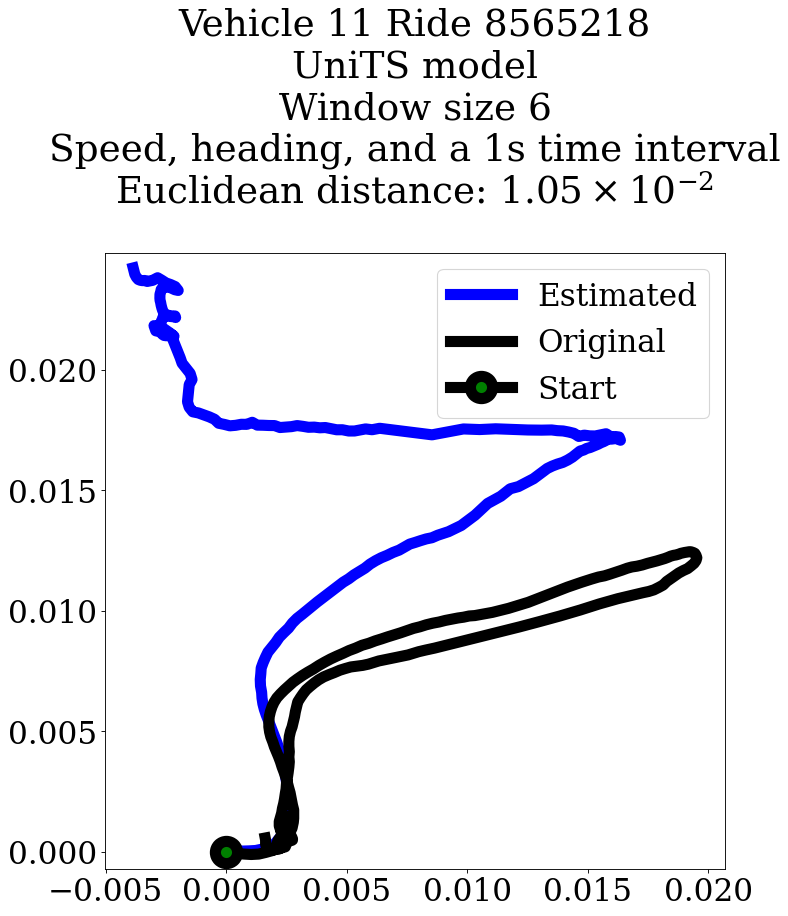 Vehicle 11 Ride 8565218
UniTS model
Window size 6
Speed, heading, and a 1s time interval
Euclidean distance: 1.05 × 10⁻²
Estimated
Original
Start
0.020
0.015
0.010
0.005
0.000
−0.005 0.000 0.005 0.010 0.015 0.020